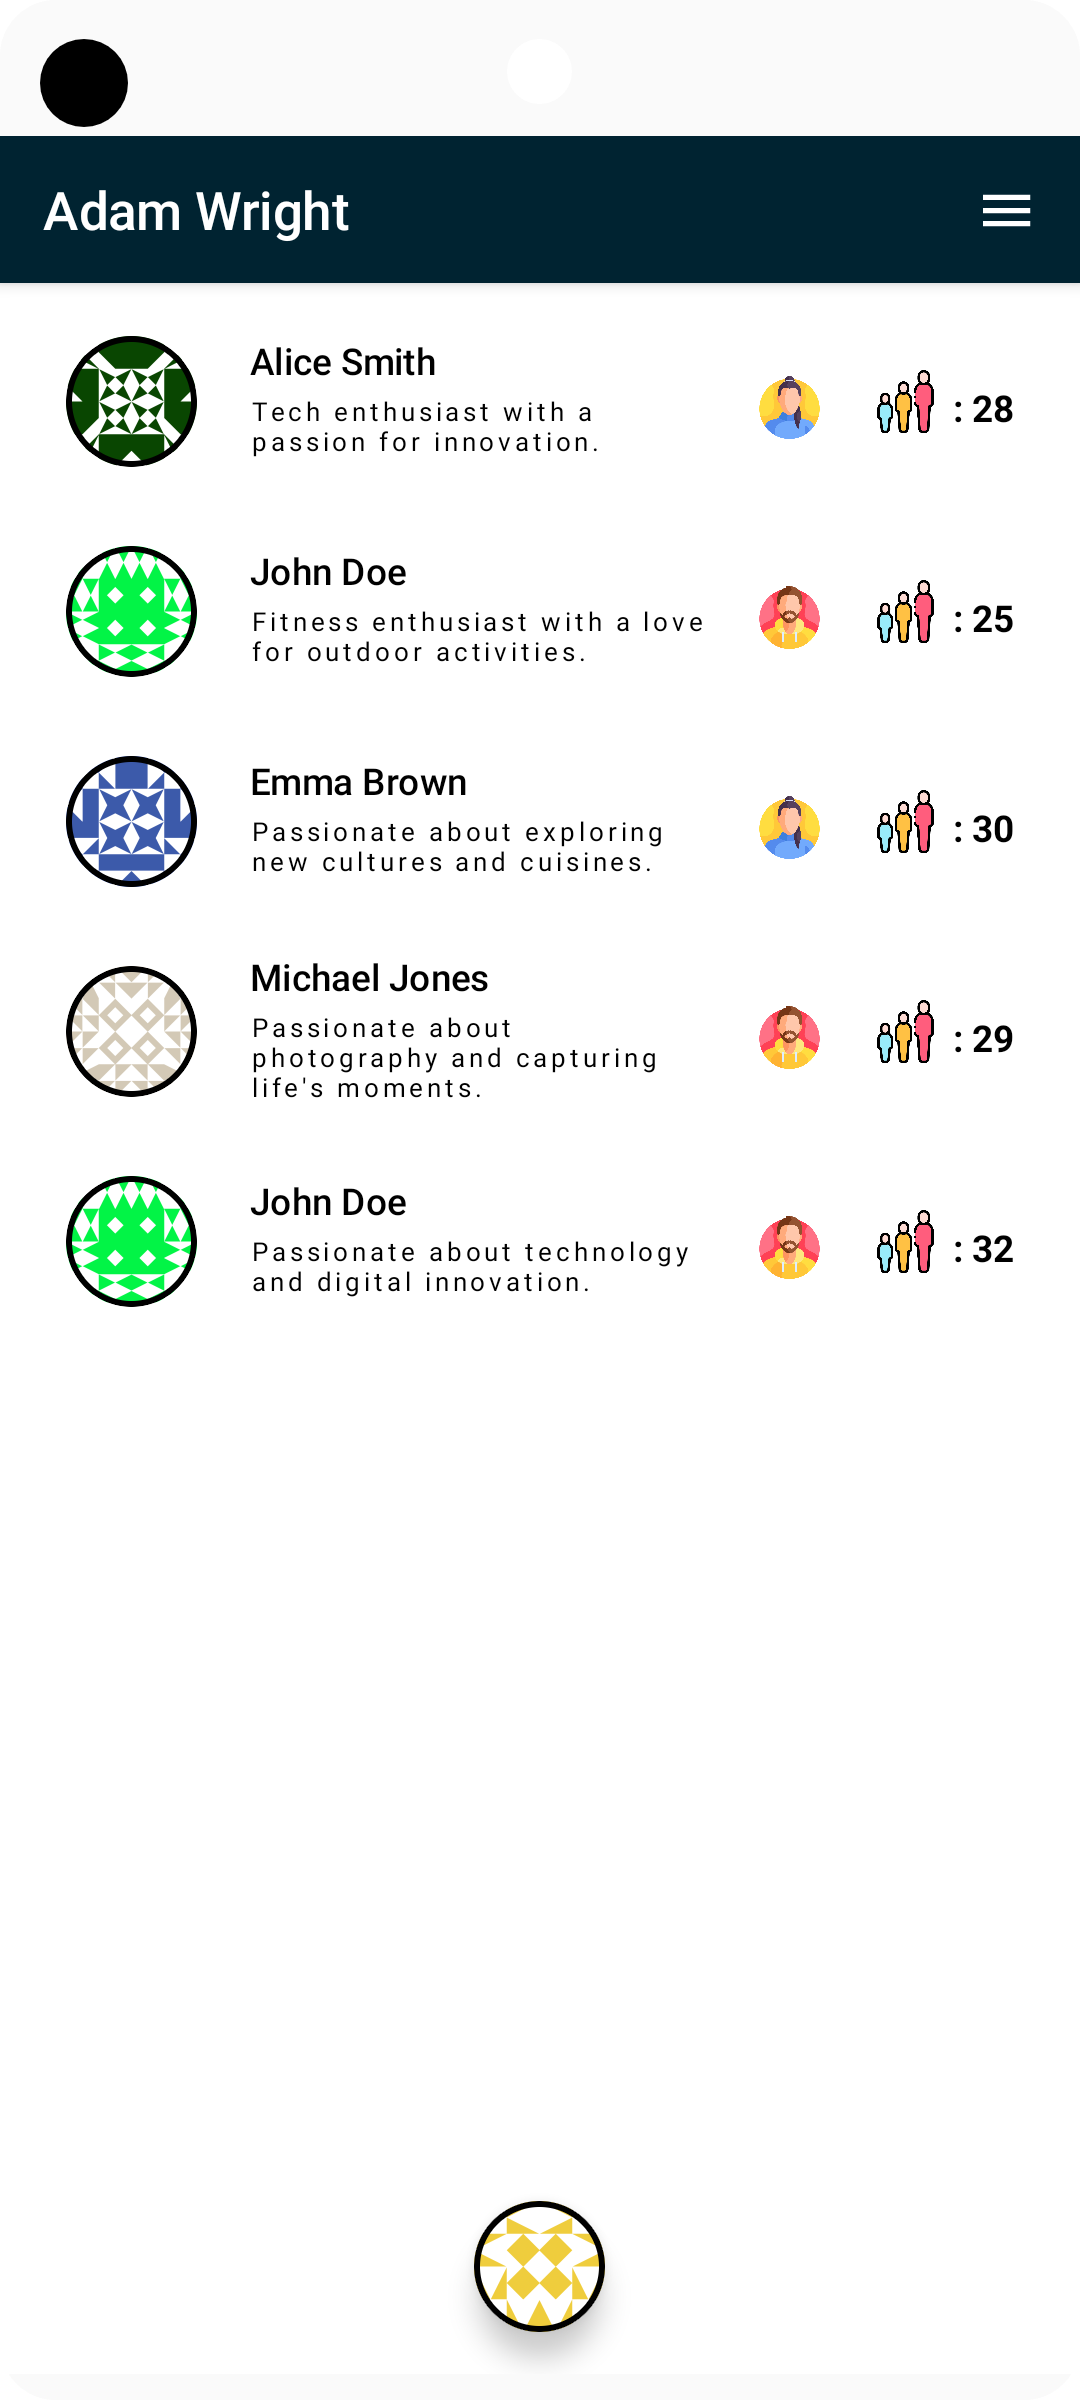 Adam Wright
Alice Smith
Tech enthusiast with a
passion for innovation.
: 28
John Doe
Fitness enthusiast with a love
for outdoor activities.
: 25
Emma Brown
Passionate about exploring
new cultures and cuisines.
: 30
Michael Jones
Passionate about
photography and capturing
life's moments.
: 29
John Doe
Passionate about technology
and digital innovation.
: 32